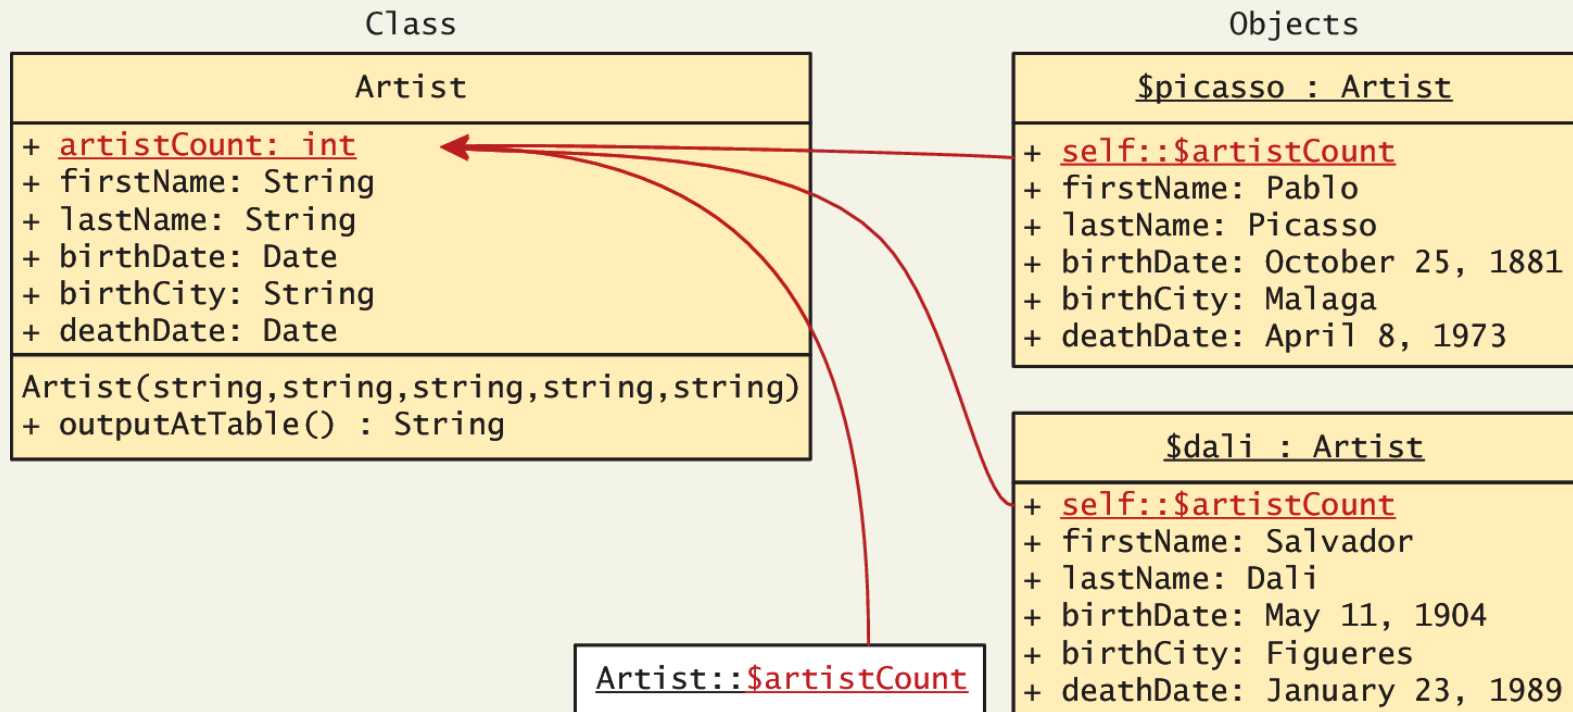 Class
Artist
+ artistCount: int
+ firstName: String
+ lastName: String
+ birthDate: Date
+ birthCity: String
+ deathDate: Date
Artist(string,string,string,string,string)
+ outputAtTable() : String
Artist::$artistCount
Objects
$picasso : Artist
+ self::$artistCount
+ firstName: Pablo
+ lastName: Picasso
+ birthDate: October 25, 1881
+ birthCity: Malaga
+ deathDate: April 8, 1973
$dali : Artist
+ self::$artistCount
+ firstName: Salvador
+ lastName: Dali
+ birthDate: May 11, 1904
+ birthCity: Figueres
+ deathDate: January 23, 1989